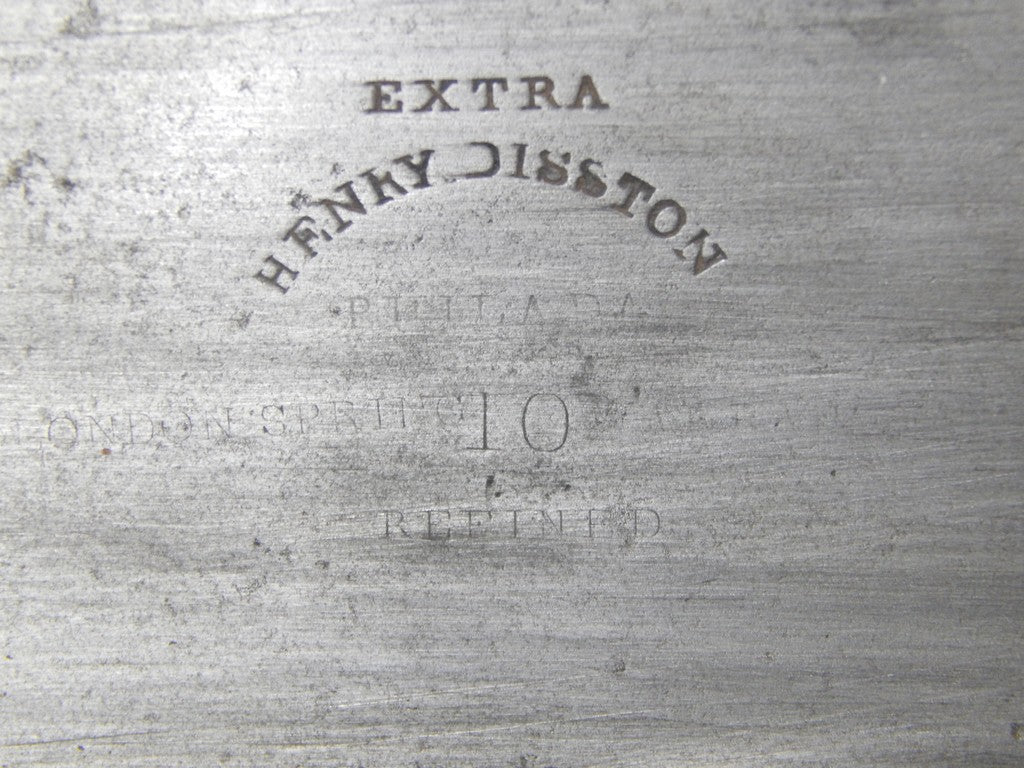 EXTRA
HENRY DISSTON
PHILADA
LONDON SPRING 10
REFINED